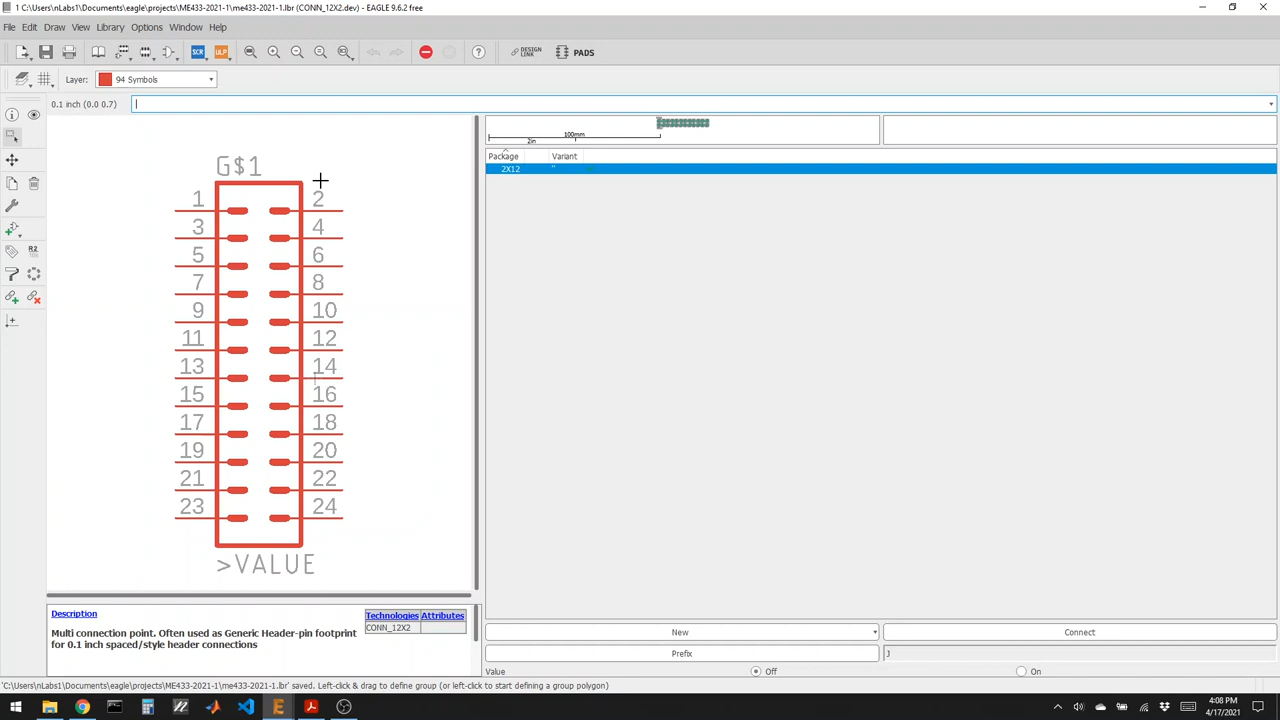 1 C:\Users\nLabs1\Documents\eagle\projects\ME433-2021-1\me433-2021-1.lbr (CONN_12X2.dev) - EAGLE 9.6.2 free
File Edit Draw View Library Options Window Help
SCR ULP DESIGN LINK PADS
Layer: 94 Symbols
0.1 inch (0.0 0.7)
100mm
2in
Package Variant
2X12 ''
G$1
1 2
3 4
5 6
7 8
9 10
11 12
13 14
15 16
17 18
19 20
21 22
23 24
>VALUE
R2
10k
Description
Multi connection point. Often used as Generic Header-pin footprint
for 0.1 inch spaced/style header connections
Technologies Attributes
CONN_12X2
New Connect
Prefix J
Value Off On
'C:\Users\nLabs1\Documents\eagle\projects\ME433-2021-1\me433-2021-1.lbr' saved. Left-click & drag to define group (or left-click to start defining a group polygon)
4:08 PM
4/17/2021